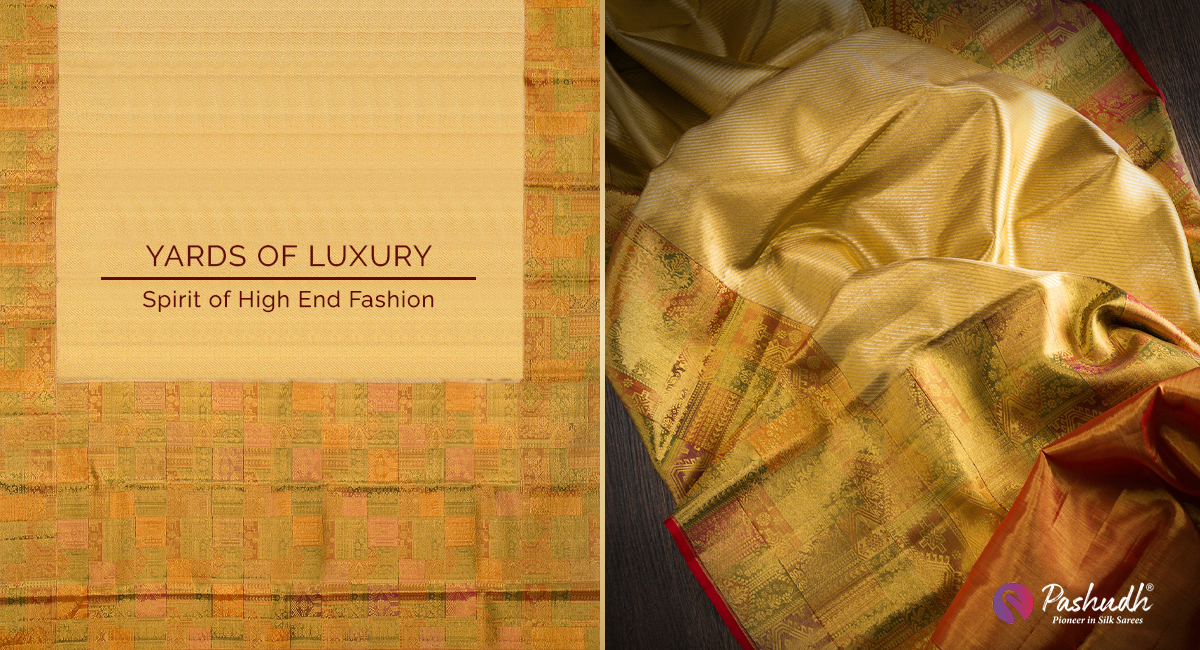 YARDS OF LUXURY
Spirit of High End Fashion
Pashudh®
Pioneer in Silk Sarees